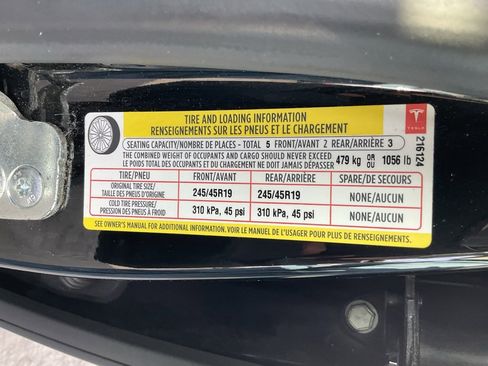 TIRE AND LOADING INFORMATION
RENSEIGNEMENTS SUR LES PNEUS ET LE CHARGEMENT
SEATING CAPACITY/NOMBRE DE PLACES - TOTAL 5 FRONT/AVANT 2 REAR/ARRIÈRE 3
THE COMBINED WEIGHT OF OCCUPANTS AND CARGO SHOULD NEVER EXCEED
LE POIDS TOTAL DES OCCUPANTS ET DU CHARGEMENT NE DOIT JAMAIS DÉPASSER
479 kg OR OU 1056 lb
TIRE/PNEU FRONT/AVANT REAR/ARRIÈRE SPARE/DE SECOURS
ORIGINAL TIRE SIZE/
TAILLE DES PNEUS D'ORIGINE
245/45R19 245/45R19 NONE/AUCUN
COLD TIRE PRESSURE/
PRESSION DES PNEUS À FROID
310 kPa, 45 psi 310 kPa, 45 psi NONE/AUCUN
SEE OWNER'S MANUAL FOR ADDITIONAL INFORMATION. VOIR LE MANUEL DE L'USAGER POUR PLUS DE RENSEIGNEMENTS.
TESLA
216124